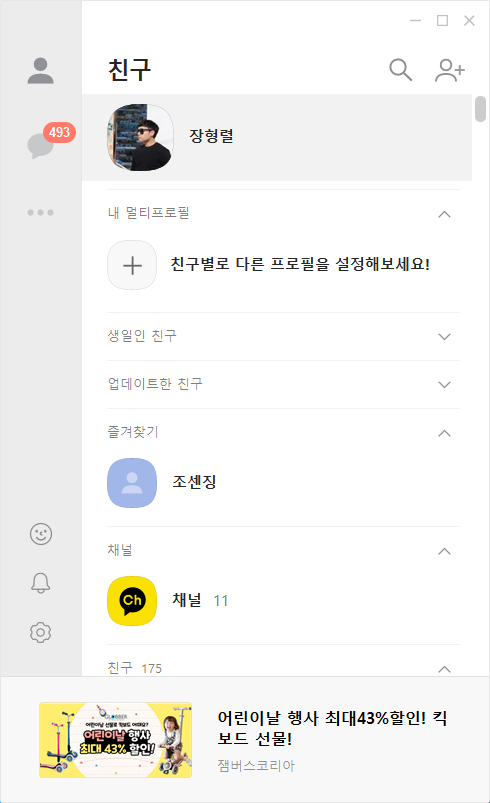 친구
493
장형렬
내 멀티프로필
친구별로 다른 프로필을 설정해보세요!
생일인 친구
업데이트한 친구
즐겨찾기
조센징
채널
Ch
채널 11
친구 175
GLOBBER
어린이날 선물로 킥보드 어때요?
어린이날 행사
최대 43% 할인!
어린이날 행사 최대43%할인! 킥
보드 선물!
잼버스코리아